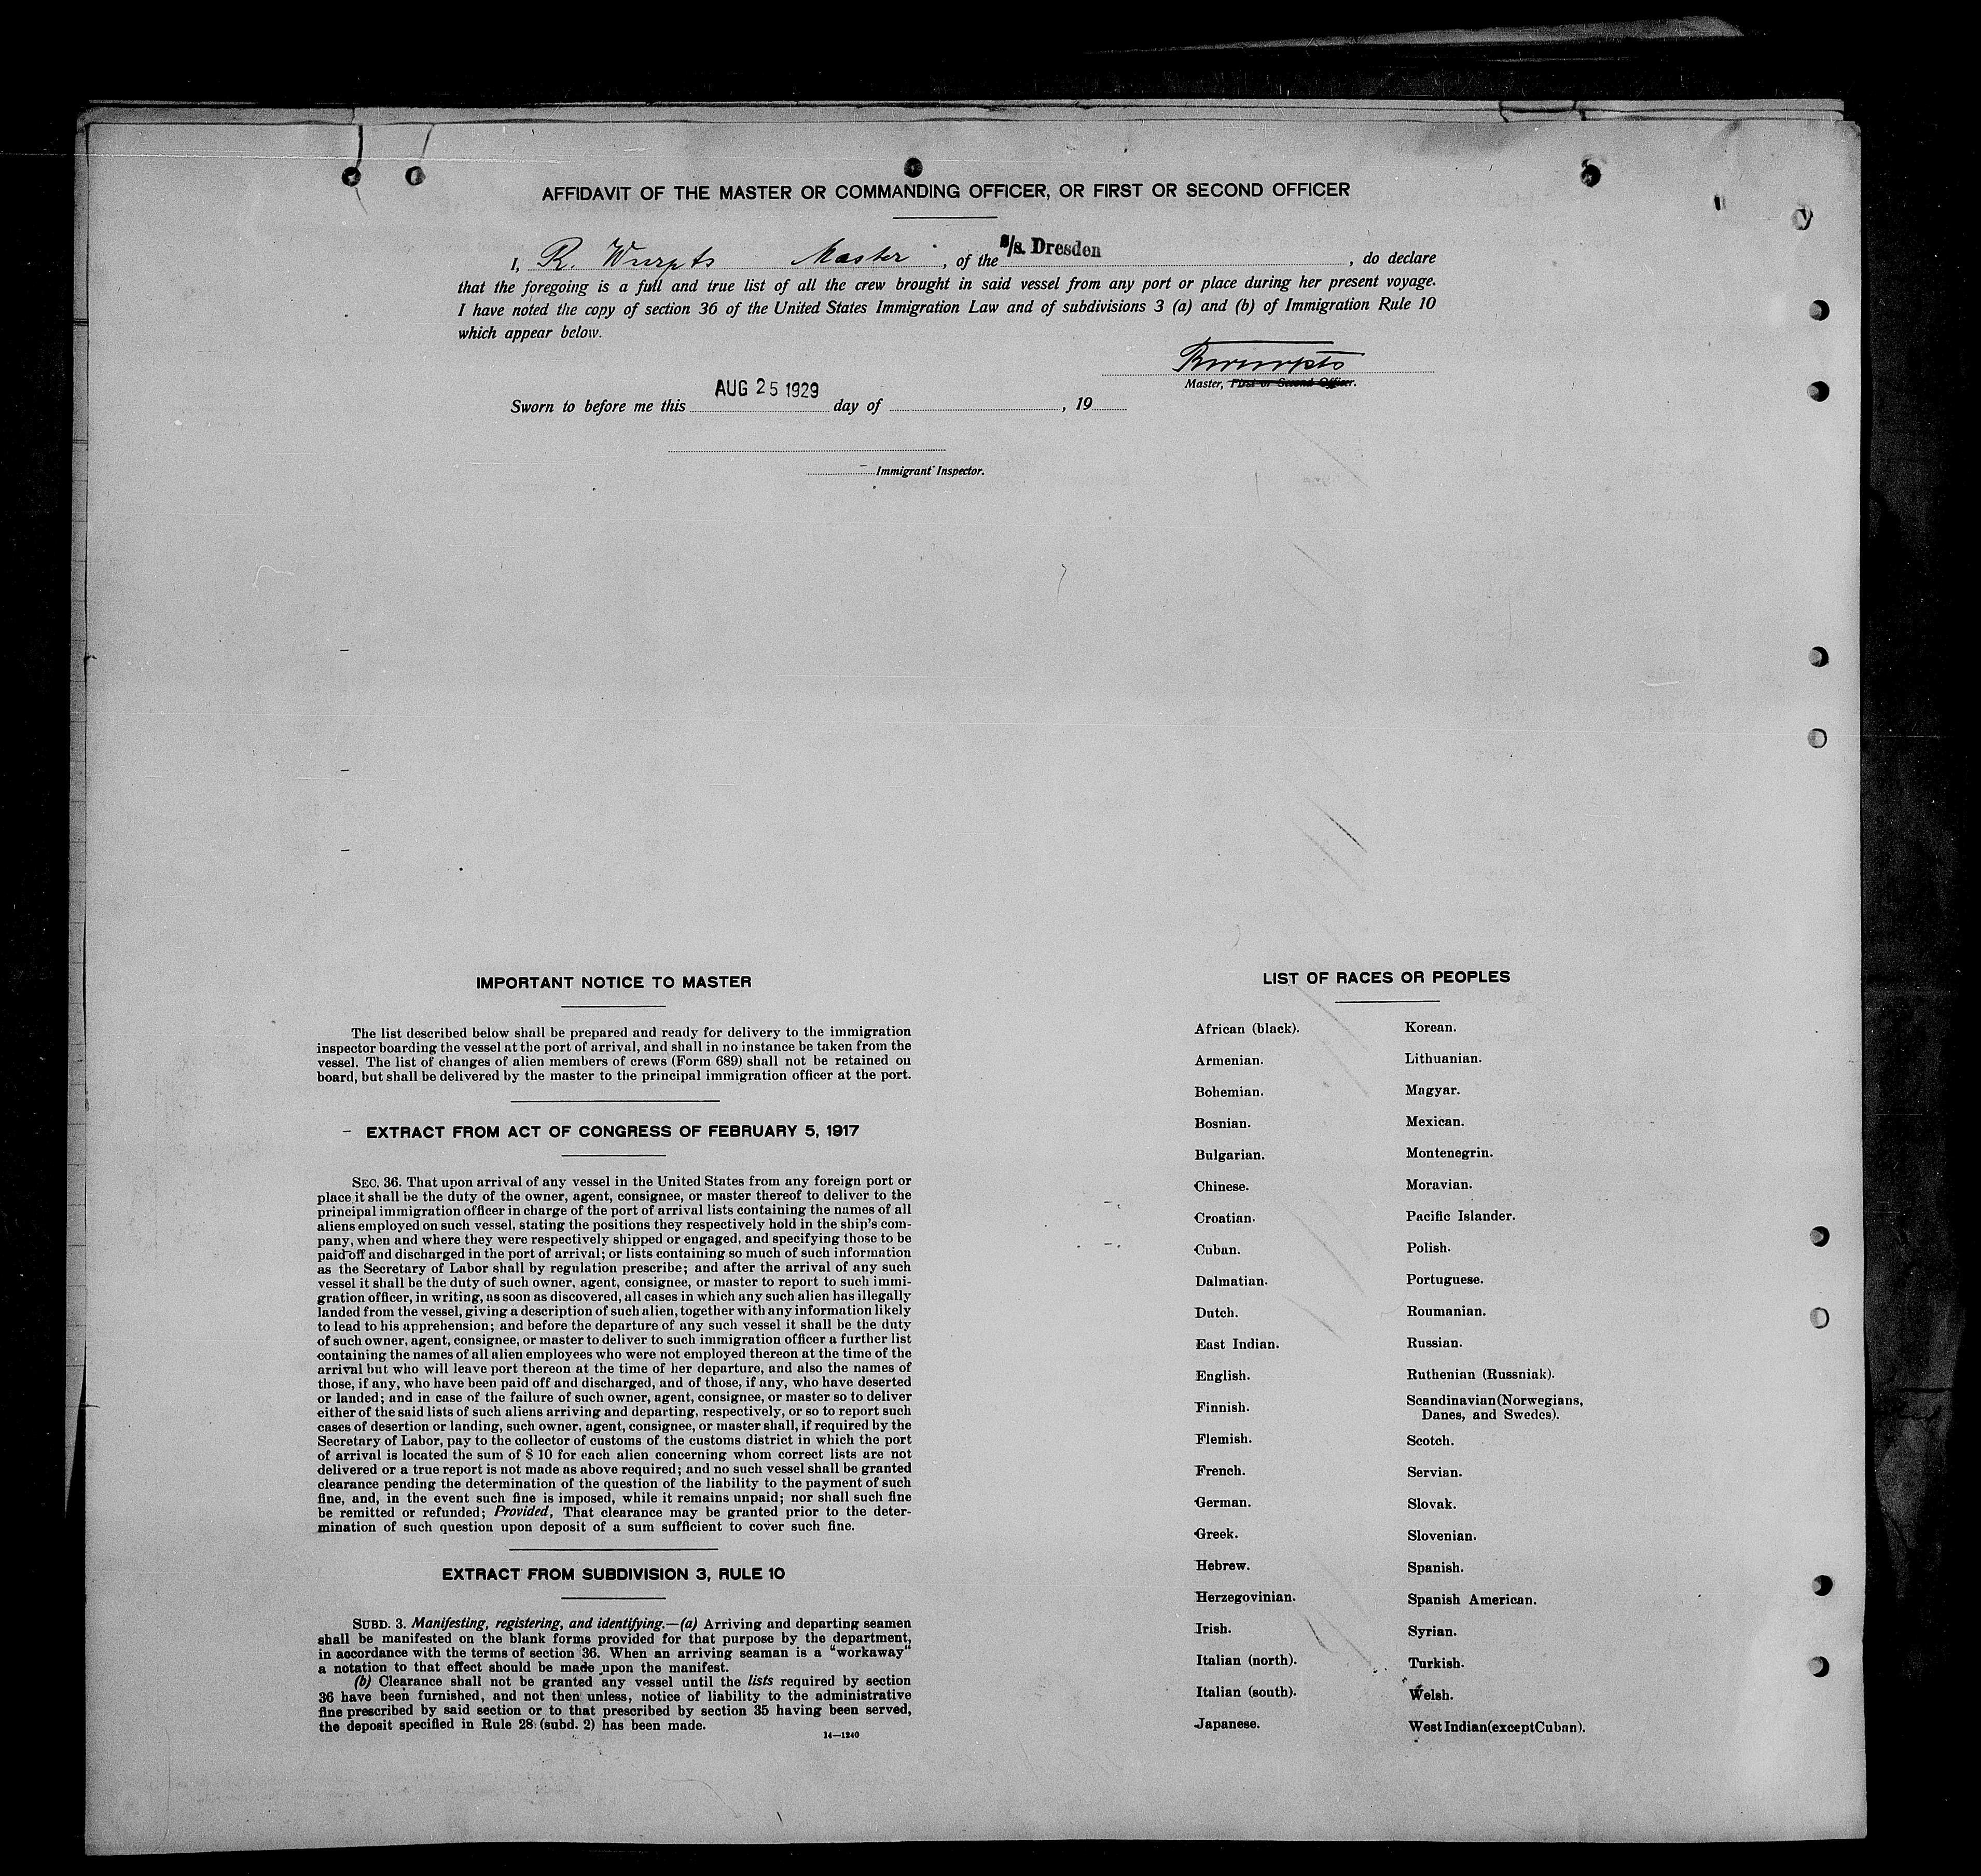 AFFIDAVIT OF THE MASTER OR COMMANDING OFFICER, OR FIRST OR SECOND OFFICER
I, R. Wurpts Master, of the S/s. Dresden, do declare
that the foregoing is a full and true list of all the crew brought in said vessel from any port or place during her present voyage.
I have noted the copy of section 36 of the United States Immigration Law and of subdivisions 3 (a) and (b) of Immigration Rule 10
which appear below.
RWurpts
Master, First or Second Officer.
Sworn to before me this AUG 25 1929 day of , 19
Immigrant Inspector.
IMPORTANT NOTICE TO MASTER
The list described below shall be prepared and ready for delivery to the immigration
inspector boarding the vessel at the port of arrival, and shall in no instance be taken from the
vessel. The list of changes of alien members of crews (Form 689) shall not be retained on
board, but shall be delivered by the master to the principal immigration officer at the port.
EXTRACT FROM ACT OF CONGRESS OF FEBRUARY 5, 1917
SEC. 36. That upon arrival of any vessel in the United States from any foreign port or
place it shall be the duty of the owner, agent, consignee, or master thereof to deliver to the
principal immigration officer in charge of the port of arrival lists containing the names of all
aliens employed on such vessel, stating the positions they respectively hold in the ship's com-
pany, when and where they were respectively shipped or engaged, and specifying those to be
paid off and discharged in the port of arrival; or lists containing so much of such information
as the Secretary of Labor shall by regulation prescribe; and after the arrival of any such
vessel it shall be the duty of such owner, agent, consignee, or master to report to such immi-
gration officer, in writing, as soon as discovered, all cases in which any such alien has illegally
landed from the vessel, giving a description of such alien, together with any information likely
to lead to his apprehension; and before the departure of any such vessel it shall be the duty
of such owner, agent, consignee, or master to deliver to such immigration officer a further list
containing the names of all alien employees who were not employed thereon at the time of the
arrival but who will leave port thereon at the time of her departure, and also the names of
those, if any, who have been paid off and discharged, and of those, if any, who have deserted
or landed; and in case of the failure of such owner, agent, consignee, or master so to deliver
either of the said lists of such aliens arriving and departing, respectively, or so to report such
cases of desertion or landing, such owner, agent, consignee, or master shall, if required by the
Secretary of Labor, pay to the collector of customs of the customs district in which the port
of arrival is located the sum of $ 10 for each alien concerning whom correct lists are not
delivered or a true report is not made as above required; and no such vessel shall be granted
clearance pending the determination of the question of the liability to the payment of such
fine, and, in the event such fine is imposed, while it remains unpaid; nor shall such fine
be remitted or refunded; Provided, That clearance may be granted prior to the deter-
mination of such question upon deposit of a sum sufficient to cover such fine.
EXTRACT FROM SUBDIVISION 3, RULE 10
SUBD. 3. Manifesting, registering, and identifying.—(a) Arriving and departing seamen
shall be manifested on the blank forms provided for that purpose by the department,
in accordance with the terms of section 36. When an arriving seaman is a "workaway"
a notation to that effect should be made upon the manifest.
(b) Clearance shall not be granted any vessel until the lists required by section
36 have been furnished, and not then unless, notice of liability to the administrative
fine prescribed by said section or to that prescribed by section 35 having been served,
the deposit specified in Rule 28 (subd. 2) has been made.
14—1240
LIST OF RACES OR PEOPLES
African (black).
Armenian.
Bohemian.
Bosnian.
Bulgarian.
Chinese.
Croatian.
Cuban.
Dalmatian.
Dutch.
East Indian.
English.
Finnish.
Flemish.
French.
German.
Greek.
Hebrew.
Herzegovinian.
Irish.
Italian (north).
Italian (south).
Japanese.
Korean.
Lithuanian.
Magyar.
Mexican.
Montenegrin.
Moravian.
Pacific Islander.
Polish.
Portuguese.
Roumanian.
Russian.
Ruthenian (Russniak).
Scandinavian (Norwegians,
Danes, and Swedes).
Scotch.
Servian.
Slovak.
Slovenian.
Spanish.
Spanish American.
Syrian.
Turkish.
Welsh.
West Indian (except Cuban).